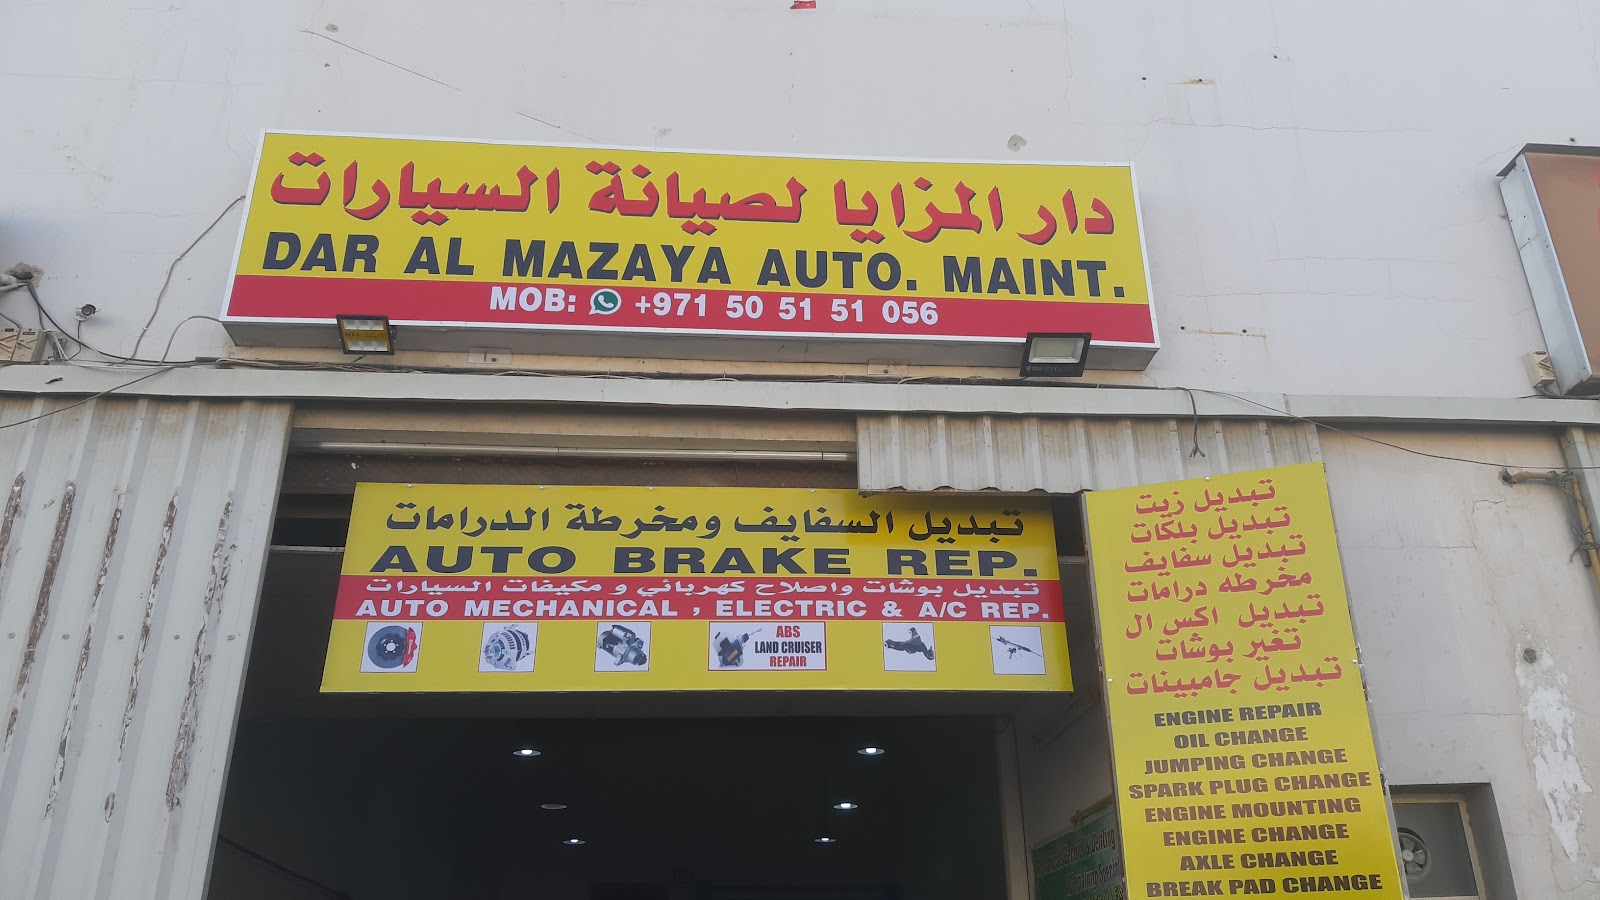 دار المزايا لصيانة السيارات
DAR AL MAZAYA AUTO. MAINT.
MOB: +971 50 51 51 056
تبديل السفايف ومخرطة الدرامات
AUTO BRAKE REP.
تبديل بوشات واصلاح كهربائي و مكيفات السيارات
AUTO MECHANICAL , ELECTRIC & A/C REP.
ABS
LAND CRUISER
REPAIR
تبديل زيت
تبديل بلكات
تبديل سفايف
مخرطه درامات
تبديل اكس ال
تغير بوشات
تبديل جامبينات
ENGINE REPAIR
OIL CHANGE
JUMPING CHANGE
SPARK PLUG CHANGE
ENGINE MOUNTING
ENGINE CHANGE
AXLE CHANGE
BREAK PAD CHANGE